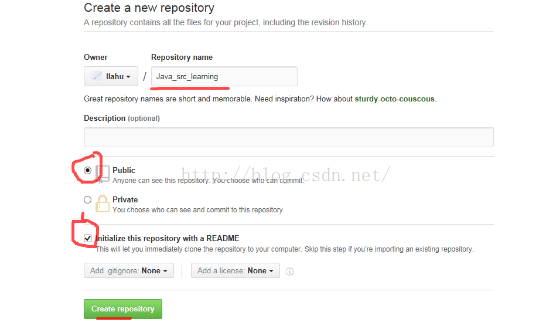 Create a new repository
A repository contains all the files for your project, including the revision history.
Owner Repository name
llahu / Java_src_learning
Great repository names are short and memorable. Need inspiration? How about sturdy-octo-couscous.
Description (optional)
Public
Anyone can see this repository. You choose who can commit.
http://blog.csdn.net/
Private
You choose who can see and commit to this repository
Initialize this repository with a README
This will let you immediately clone the repository to your computer. Skip this step if you're importing an existing repository.
Add .gitignore: None Add a license: None
Create repository